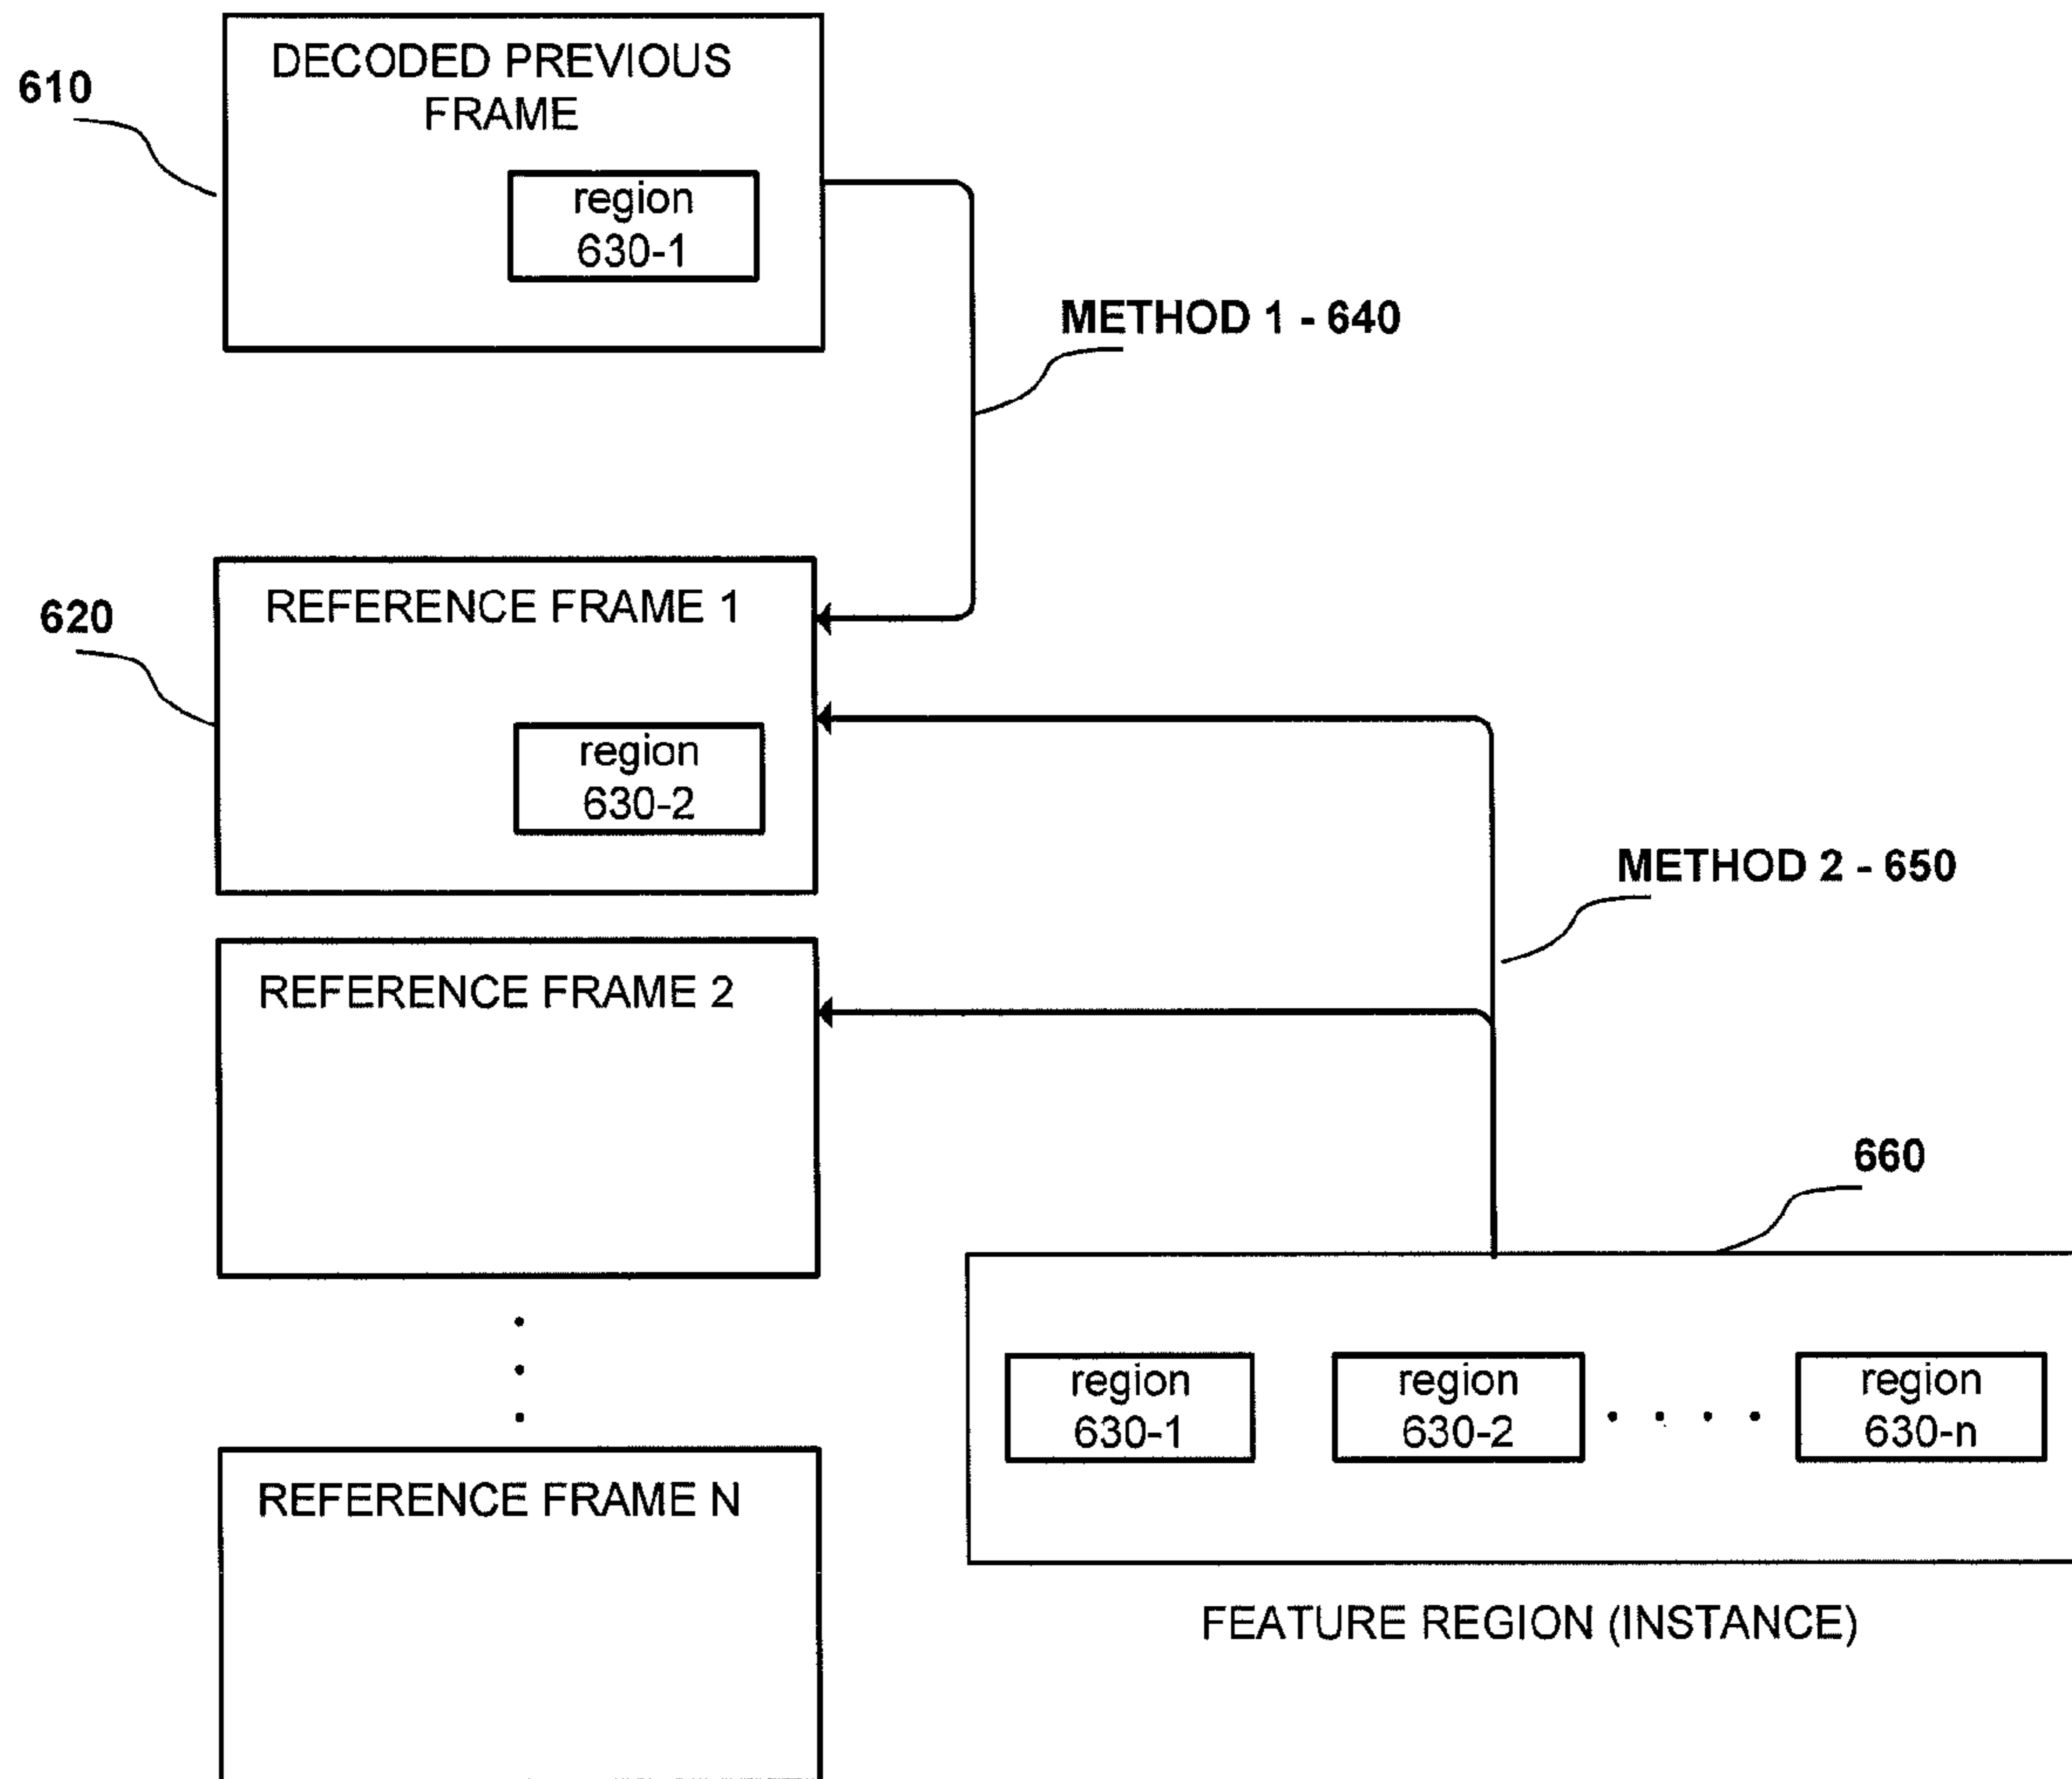 610
DECODED PREVIOUS
FRAME
region
630-1
METHOD 1 - 640
620
REFERENCE FRAME 1
region
630-2
METHOD 2 - 650
REFERENCE FRAME 2
660
region
630-1
region
630-2
region
630-n
REFERENCE FRAME N
FEATURE REGION (INSTANCE)